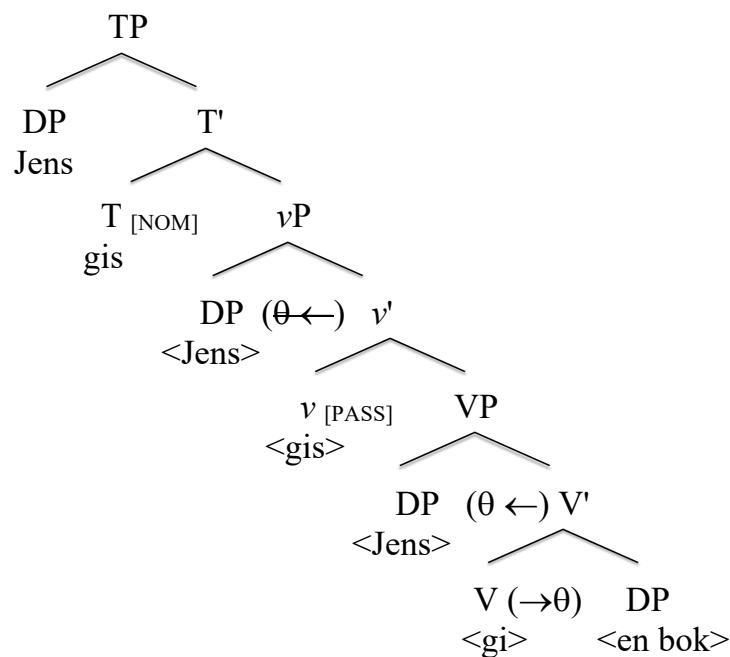 TP
DP T'
Jens
T [NOM] vP
gis
DP (θ ←) v'
<Jens>
v [PASS] VP
<gis>
DP (θ ←) V'
<Jens>
V (→θ) DP
<gi> <en bok>